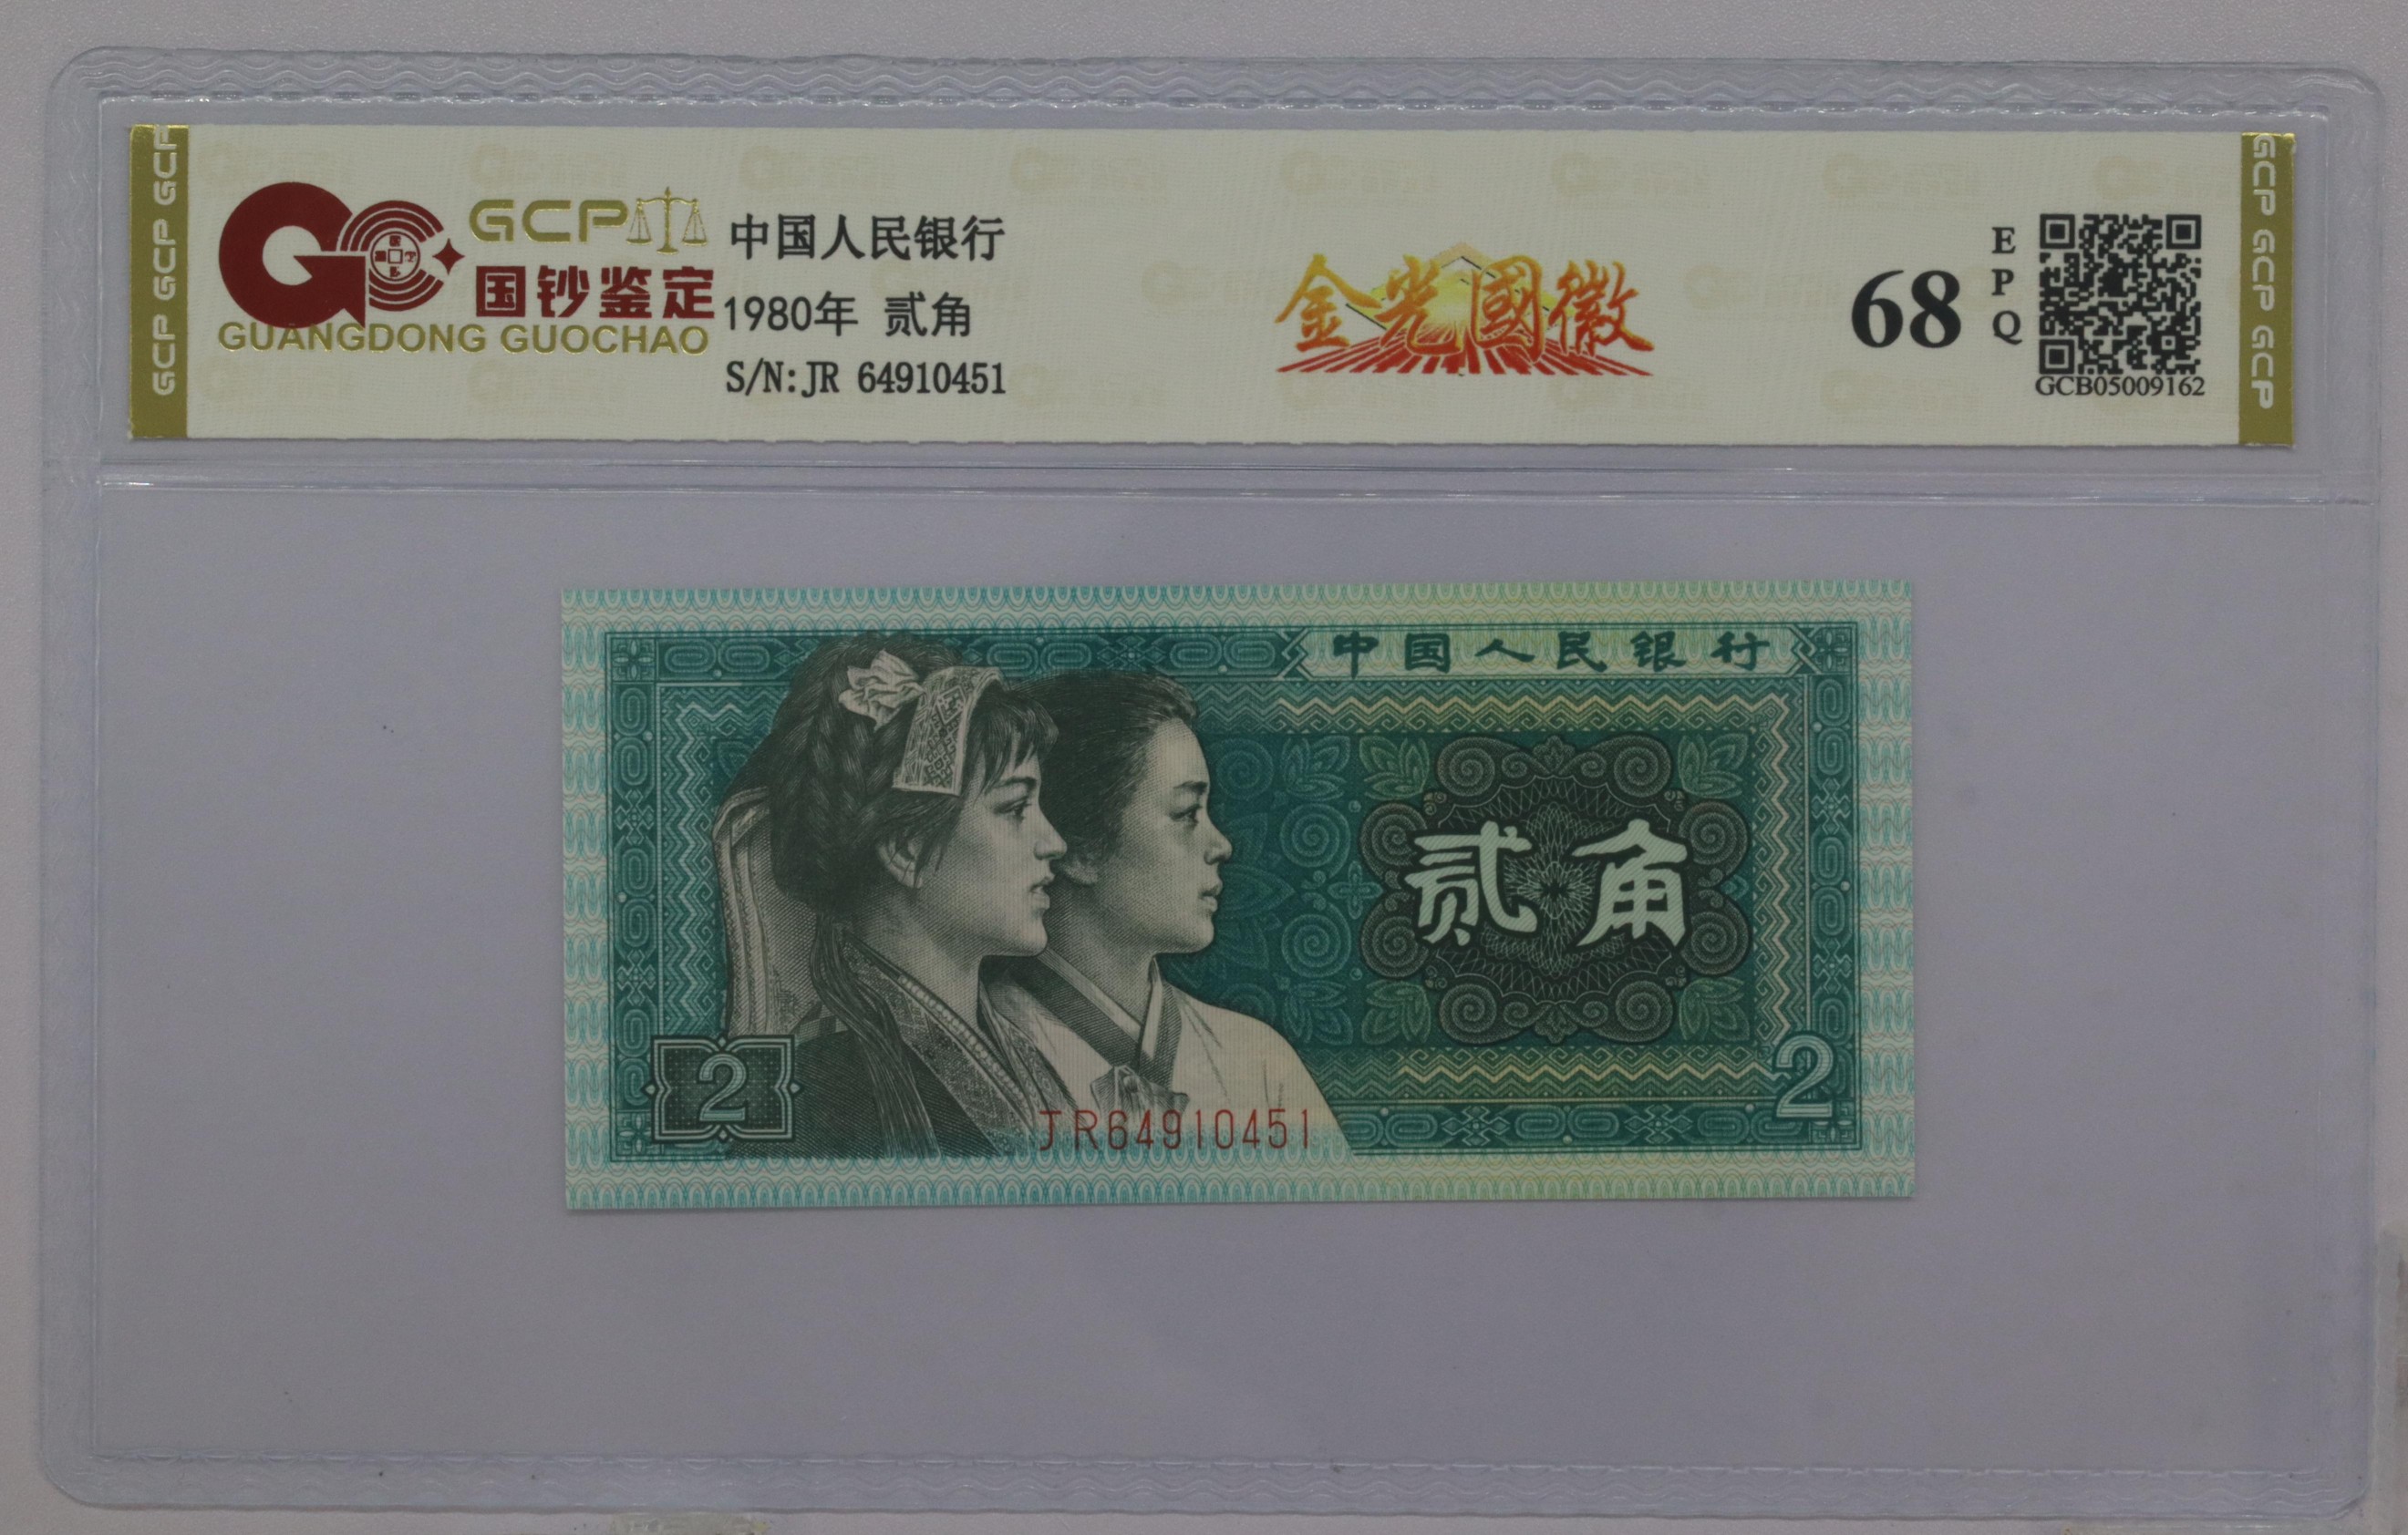 GCP GCP GCP
GCP
国钞鉴定
GUANGDONG GUOCHAO
中国人民银行
1980年 贰角
S/N:JR 64910451
金光國徽
68
EPQ
GCB05009162
GCP GCP GCP
中国人民银行
贰角
2
2
JR64910451